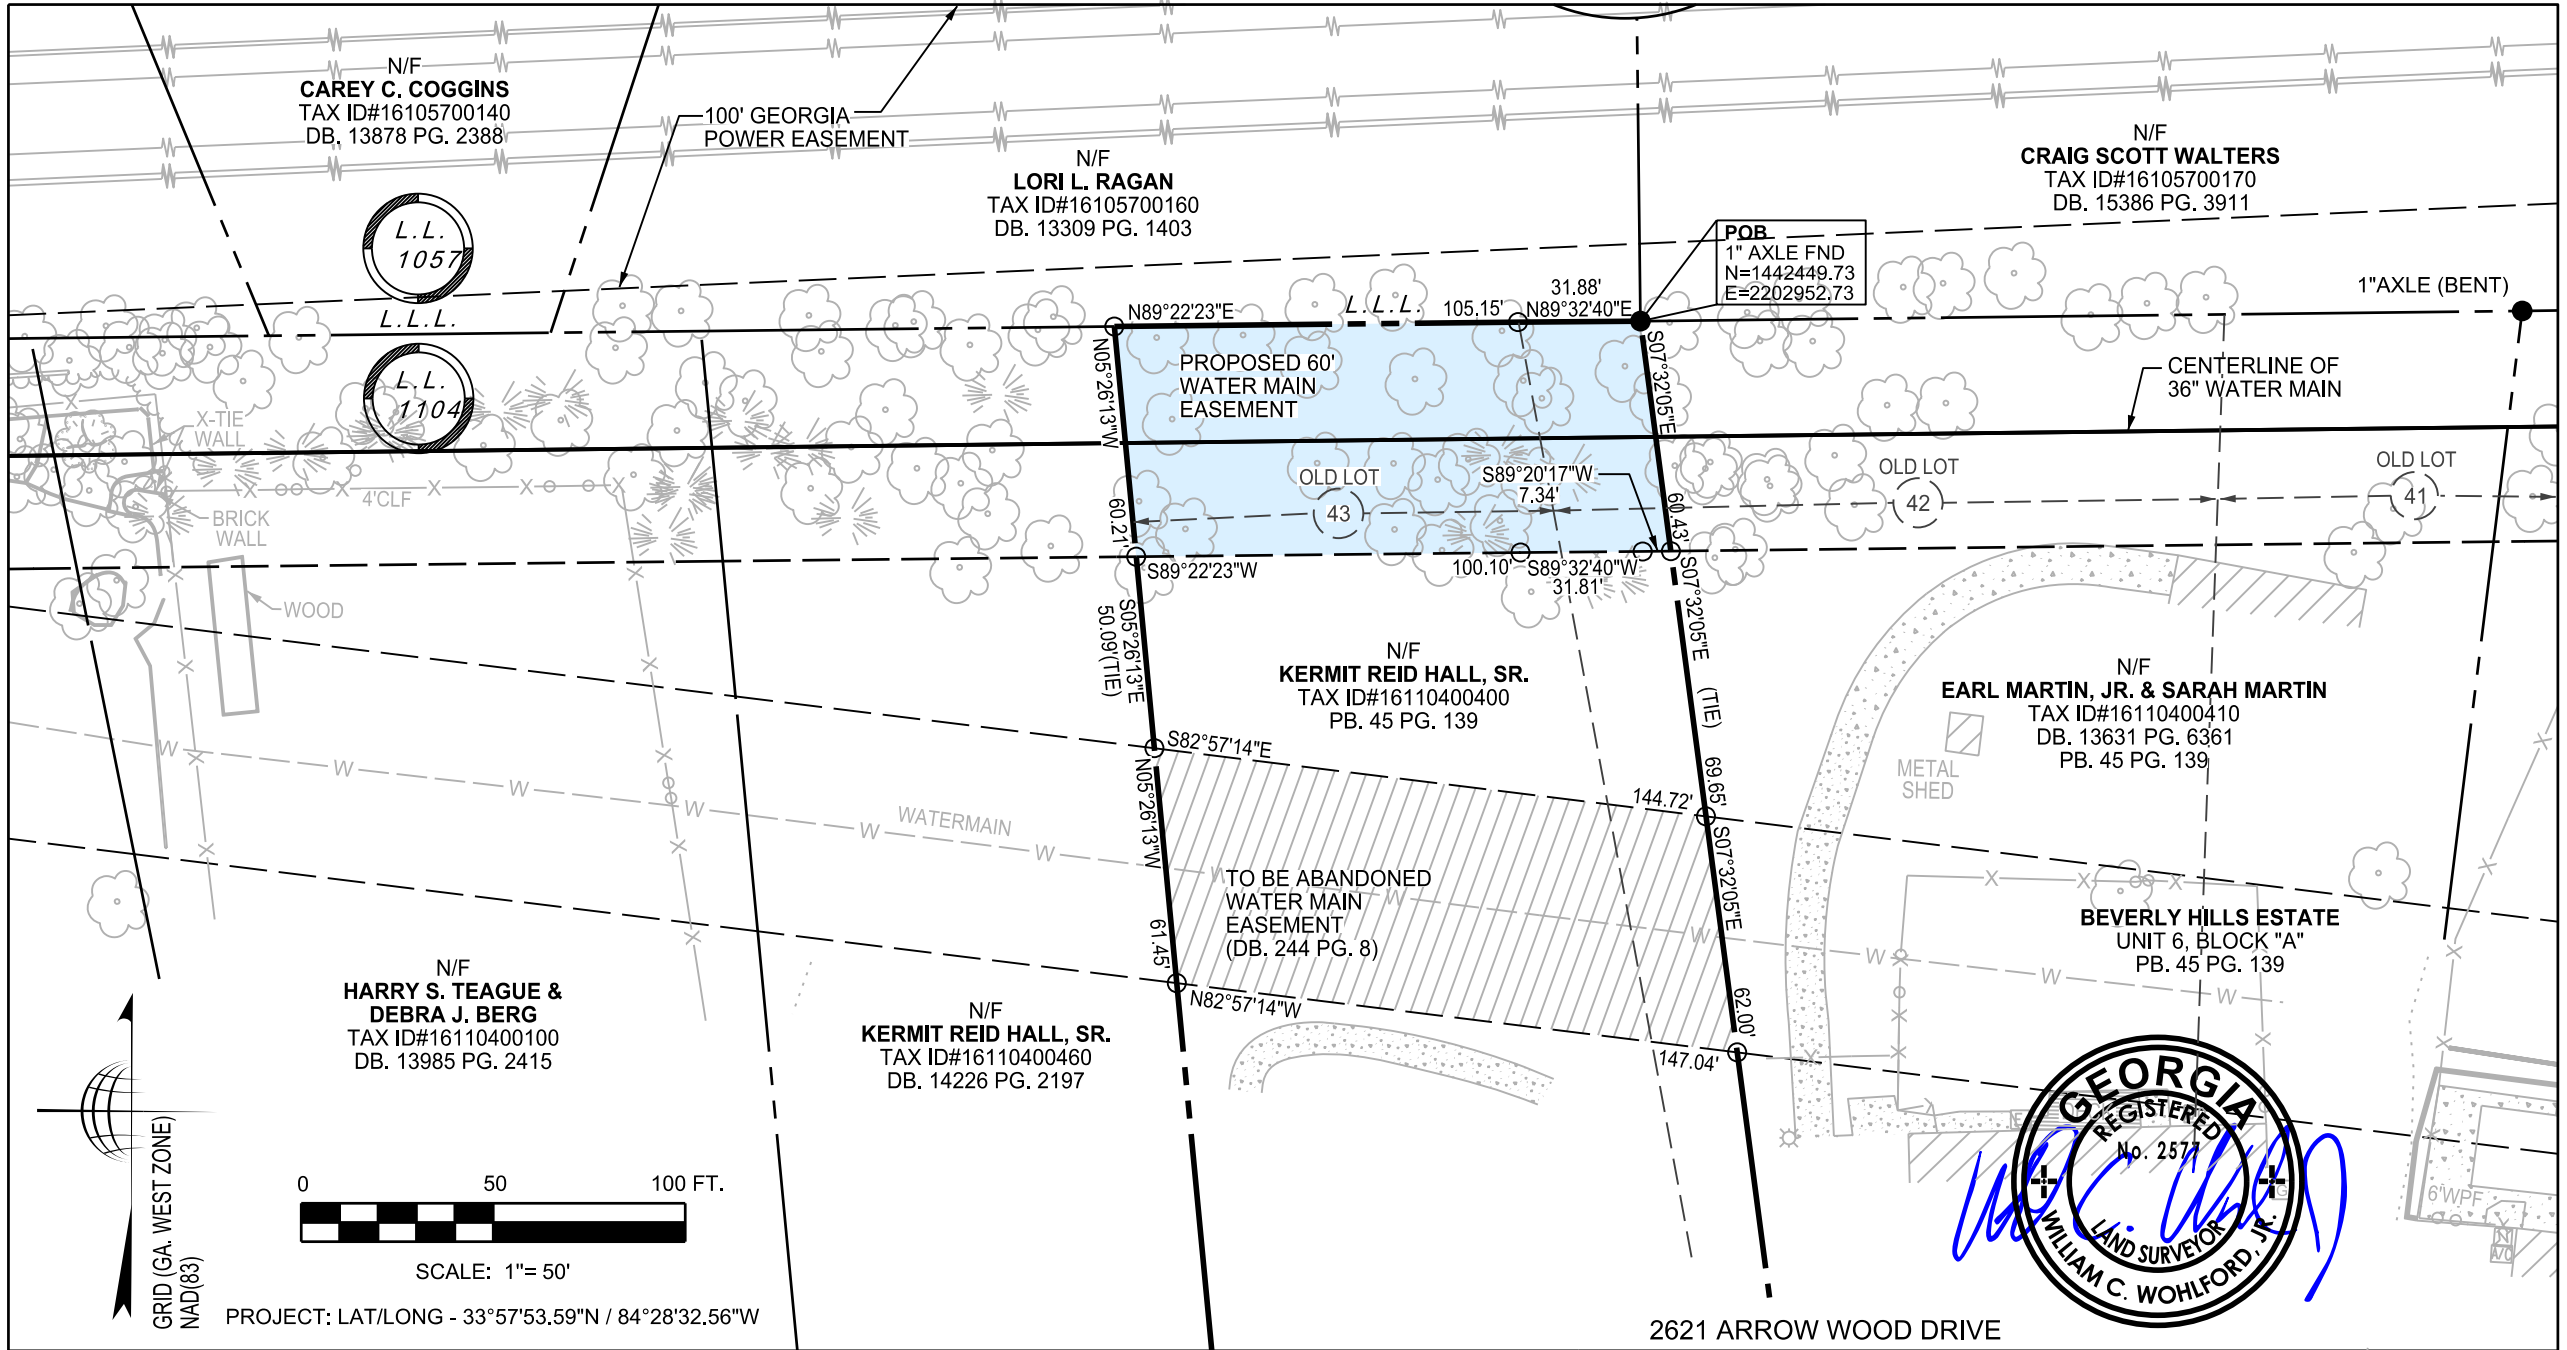 N/F
CAREY C. COGGINS
TAX ID#16105700140
DB. 13878 PG. 2388
100' GEORGIA
POWER EASEMENT
N/F
LORI L. RAGAN
TAX ID#16105700160
DB. 13309 PG. 1403
N/F
CRAIG SCOTT WALTERS
TAX ID#16105700170
DB. 15386 PG. 3911
L.L.
1057
L.L.L.
L.L.
1104
POB
1" AXLE FND
N=1442449.73
E=2202952.73
1"AXLE (BENT)
N89°22'23"E
L.L.L.
105.15'
31.88'
N89°32'40"E
PROPOSED 60'
WATER MAIN
EASEMENT
N05°26'13"W
60.21'
S07°32'05"E
60.43'
CENTERLINE OF
36" WATER MAIN
X-TIE
WALL
4'CLF
BRICK
WALL
WOOD
OLD LOT
43
S89°20'17"W
7.34'
OLD LOT
42
OLD LOT
41
S89°22'23"W
100.10'
S89°32'40"W
31.81'
S05°26'13"E
50.09'(TIE)
S07°32'05"E (TIE) 69.65'
N/F
KERMIT REID HALL, SR.
TAX ID#16110400400
PB. 45 PG. 139
N/F
EARL MARTIN, JR. & SARAH MARTIN
TAX ID#16110400410
DB. 13631 PG. 6361
PB. 45 PG. 139
METAL
SHED
S82°57'14"E
144.72'
N05°26'13"W
61.45'
S07°32'05"E
62.00'
WATERMAIN
TO BE ABANDONED
WATER MAIN
EASEMENT
(DB. 244 PG. 8)
BEVERLY HILLS ESTATE
UNIT 6, BLOCK "A"
PB. 45 PG. 139
N82°57'14"W
147.04'
N/F
HARRY S. TEAGUE &
DEBRA J. BERG
TAX ID#16110400100
DB. 13985 PG. 2415
N/F
KERMIT REID HALL, SR.
TAX ID#16110400460
DB. 14226 PG. 2197
GRID (GA. WEST ZONE)
NAD(83)
0 50 100 FT.
SCALE: 1"= 50'
PROJECT: LAT/LONG - 33°57'53.59"N / 84°28'32.56"W
GEORGIA
REGISTERED
No. 2577
LAND SURVEYOR
WILLIAM C. WOHLFORD, JR.
6'WPF
A/C
2621 ARROW WOOD DRIVE